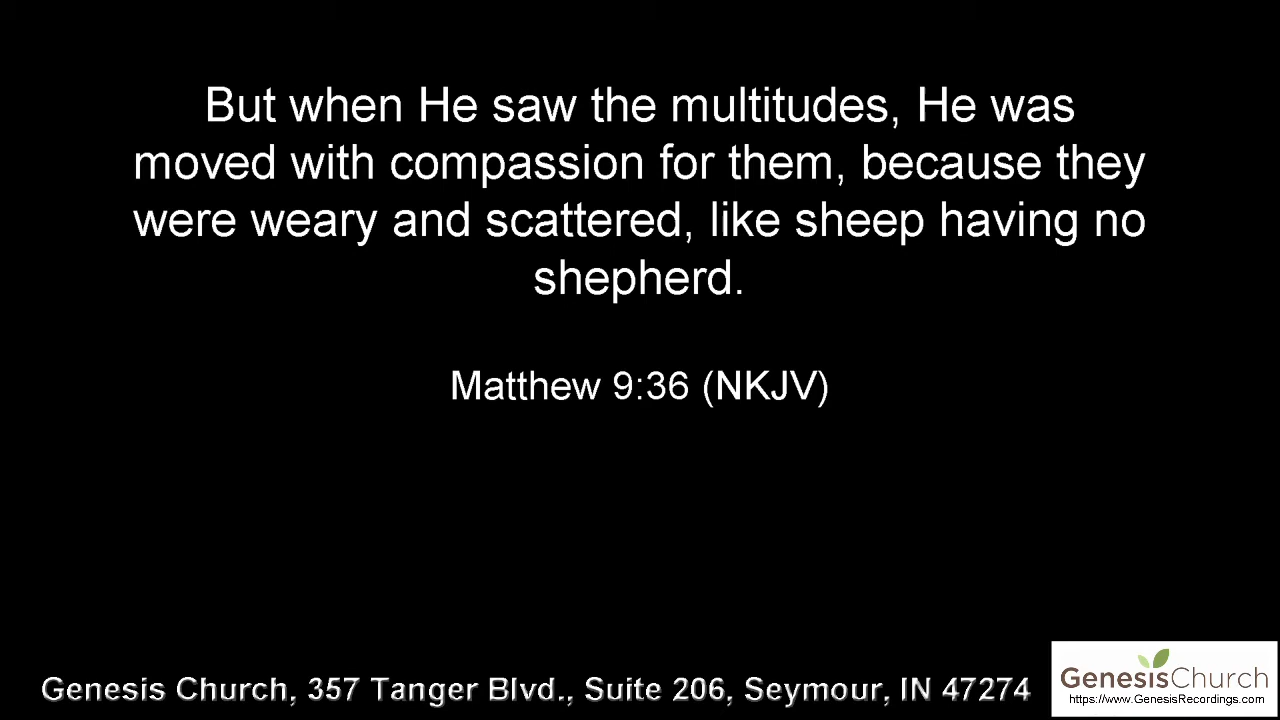 But when He saw the multitudes, He was
moved with compassion for them, because they
were weary and scattered, like sheep having no
shepherd.
Matthew 9:36 (NKJV)
Genesis Church, 357 Tanger Blvd., Suite 206, Seymour, IN 47274
GenesisChurch
https://www.GenesisRecordings.com